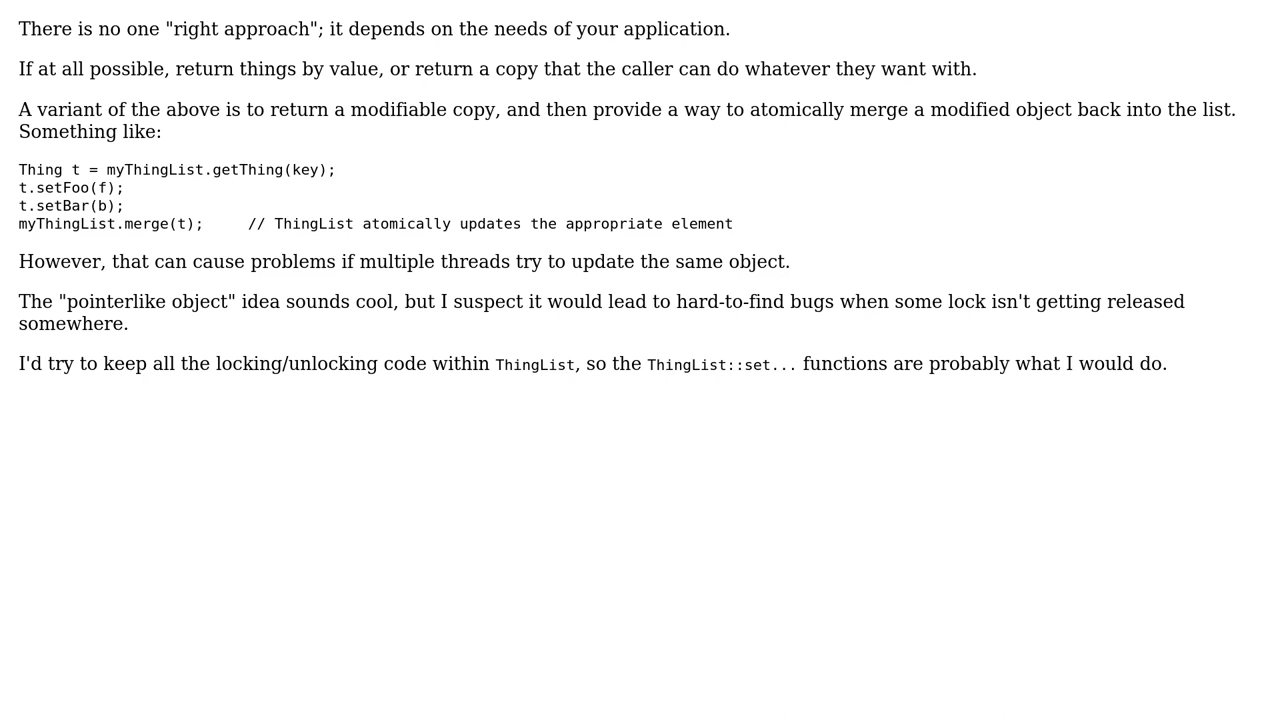 There is no one "right approach"; it depends on the needs of your application.
If at all possible, return things by value, or return a copy that the caller can do whatever they want with.
A variant of the above is to return a modifiable copy, and then provide a way to atomically merge a modified object back into the list.
Something like:
Thing t = myThingList.getThing(key);
t.setFoo(f);
t.setBar(b);
myThingList.merge(t);     // ThingList atomically updates the appropriate element
However, that can cause problems if multiple threads try to update the same object.
The "pointerlike object" idea sounds cool, but I suspect it would lead to hard-to-find bugs when some lock isn't getting released
somewhere.
I'd try to keep all the locking/unlocking code within ThingList, so the ThingList::set... functions are probably what I would do.